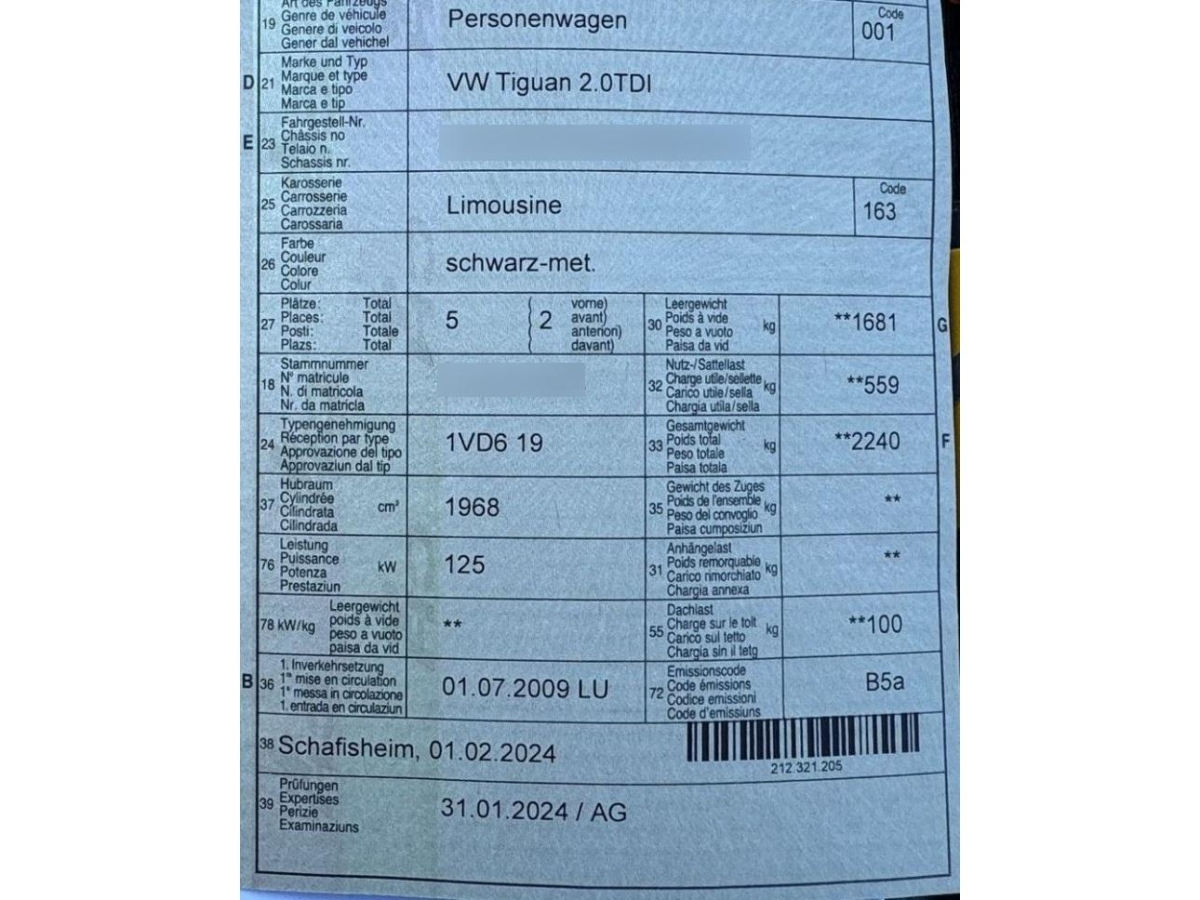 Art des Fahrzeugs
19 Genre de véhicule Personenwagen Code
Genere di veicolo 001
Gener dal vehichel
Marke und Typ
D 21 Marque et type VW Tiguan 2.0TDI
Marca e tipo
Marca e tip
Fahrgestell-Nr.
E 23 Châssis no
Telaio n.
Schassis nr.
Karosserie Code
25 Carrosserie Limousine 163
Carrozzeria
Carossaria
Farbe
26 Couleur schwarz-met.
Colore
Colur
Plätze: Total 5 ( 2 vorne)
27 Places: Total ( avant)
Posti: Totale ( anteriori)
Plazs: Total ( davant)
Leergewicht
30 Poids à vide kg **1681 G
Peso a vuoto
Paisa da vid
Stammnummer
18 N° matricule
N. di matricola
Nr. da matricla
Nutz-/Sattellast
32 Charge utile/sellette kg **559
Carico utile/sella
Chargia utila/sella
Typengenehmigung
24 Réception par type 1VD6 19
Approvazione del tipo
Approvaziun dal tip
Gesamtgewicht
33 Poids total kg **2240 F
Peso totale
Paisa totala
Hubraum
37 Cylindrée cm³ 1968
Cilindrata
Cilindrada
Gewicht des Zuges
35 Poids de l'ensemble kg **
Peso del convoglio
Paisa cumposiziun
Leistung
76 Puissance kW 125
Potenza
Prestaziun
Anhängelast
31 Poids remorquable kg **
Carico rimorchiato
Chargia annexa
Leergewicht
78 kW/kg poids à vide **
peso a vuoto
paisa da vid
Dachlast
55 Charge sur le toit kg **100
Carico sul tetto
Chargia sin il tetg
1. Inverkehrsetzung
B 36 1re mise en circulation 01.07.2009 LU
1a messa in circolazione
1. entrada en circulaziun
Emissionscode
72 Code émissions B5a
Codice emissioni
Code d'emissiuns
38 Schafisheim, 01.02.2024
212.321.205
Prüfungen
39 Expertises 31.01.2024 / AG
Perizie
Examinaziuns